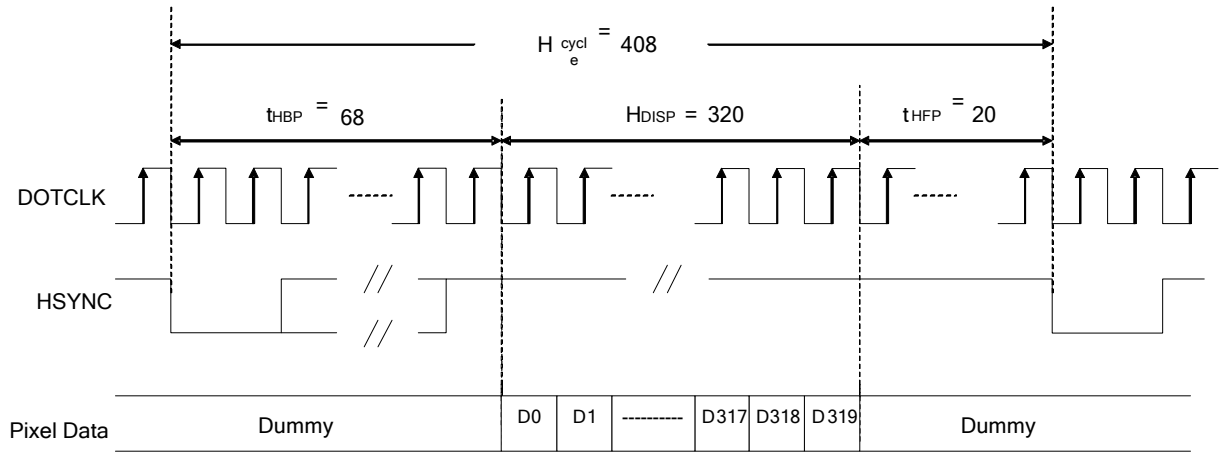 H cycle = 408
tHBP = 68
HDISP = 320
tHFP = 20
DOTCLK
HSYNC
Pixel Data
Dummy
D0
D1
----------
D317
D318
D319
Dummy